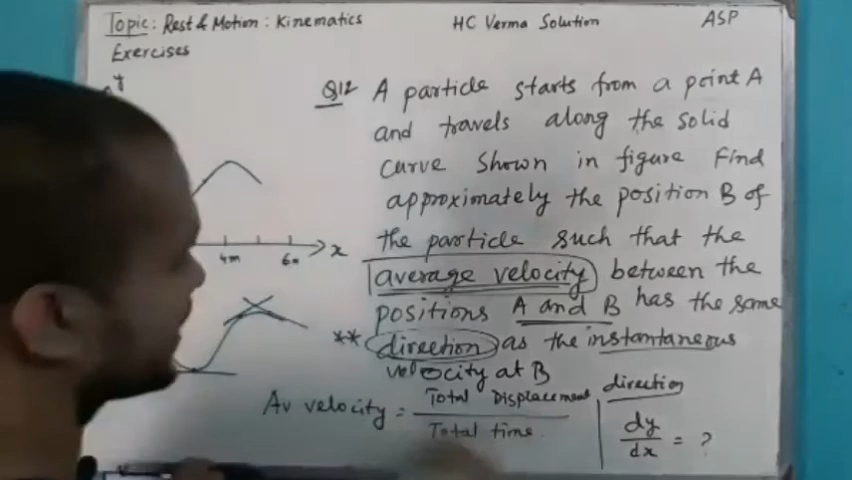 Topic: Rest & Motion: Kinematics
HC Verma Solution
ASP
Exercises
Q12 A particle starts from a point A
and travels along the solid
curve shown in figure Find
approximately the position B of
the particle such that the
average velocity between the
positions A and B has the same
** direction as the instantaneous
velocity at B
x
4m
Av velocity = Total Displacement
Total time
direction
dy
dx = ?